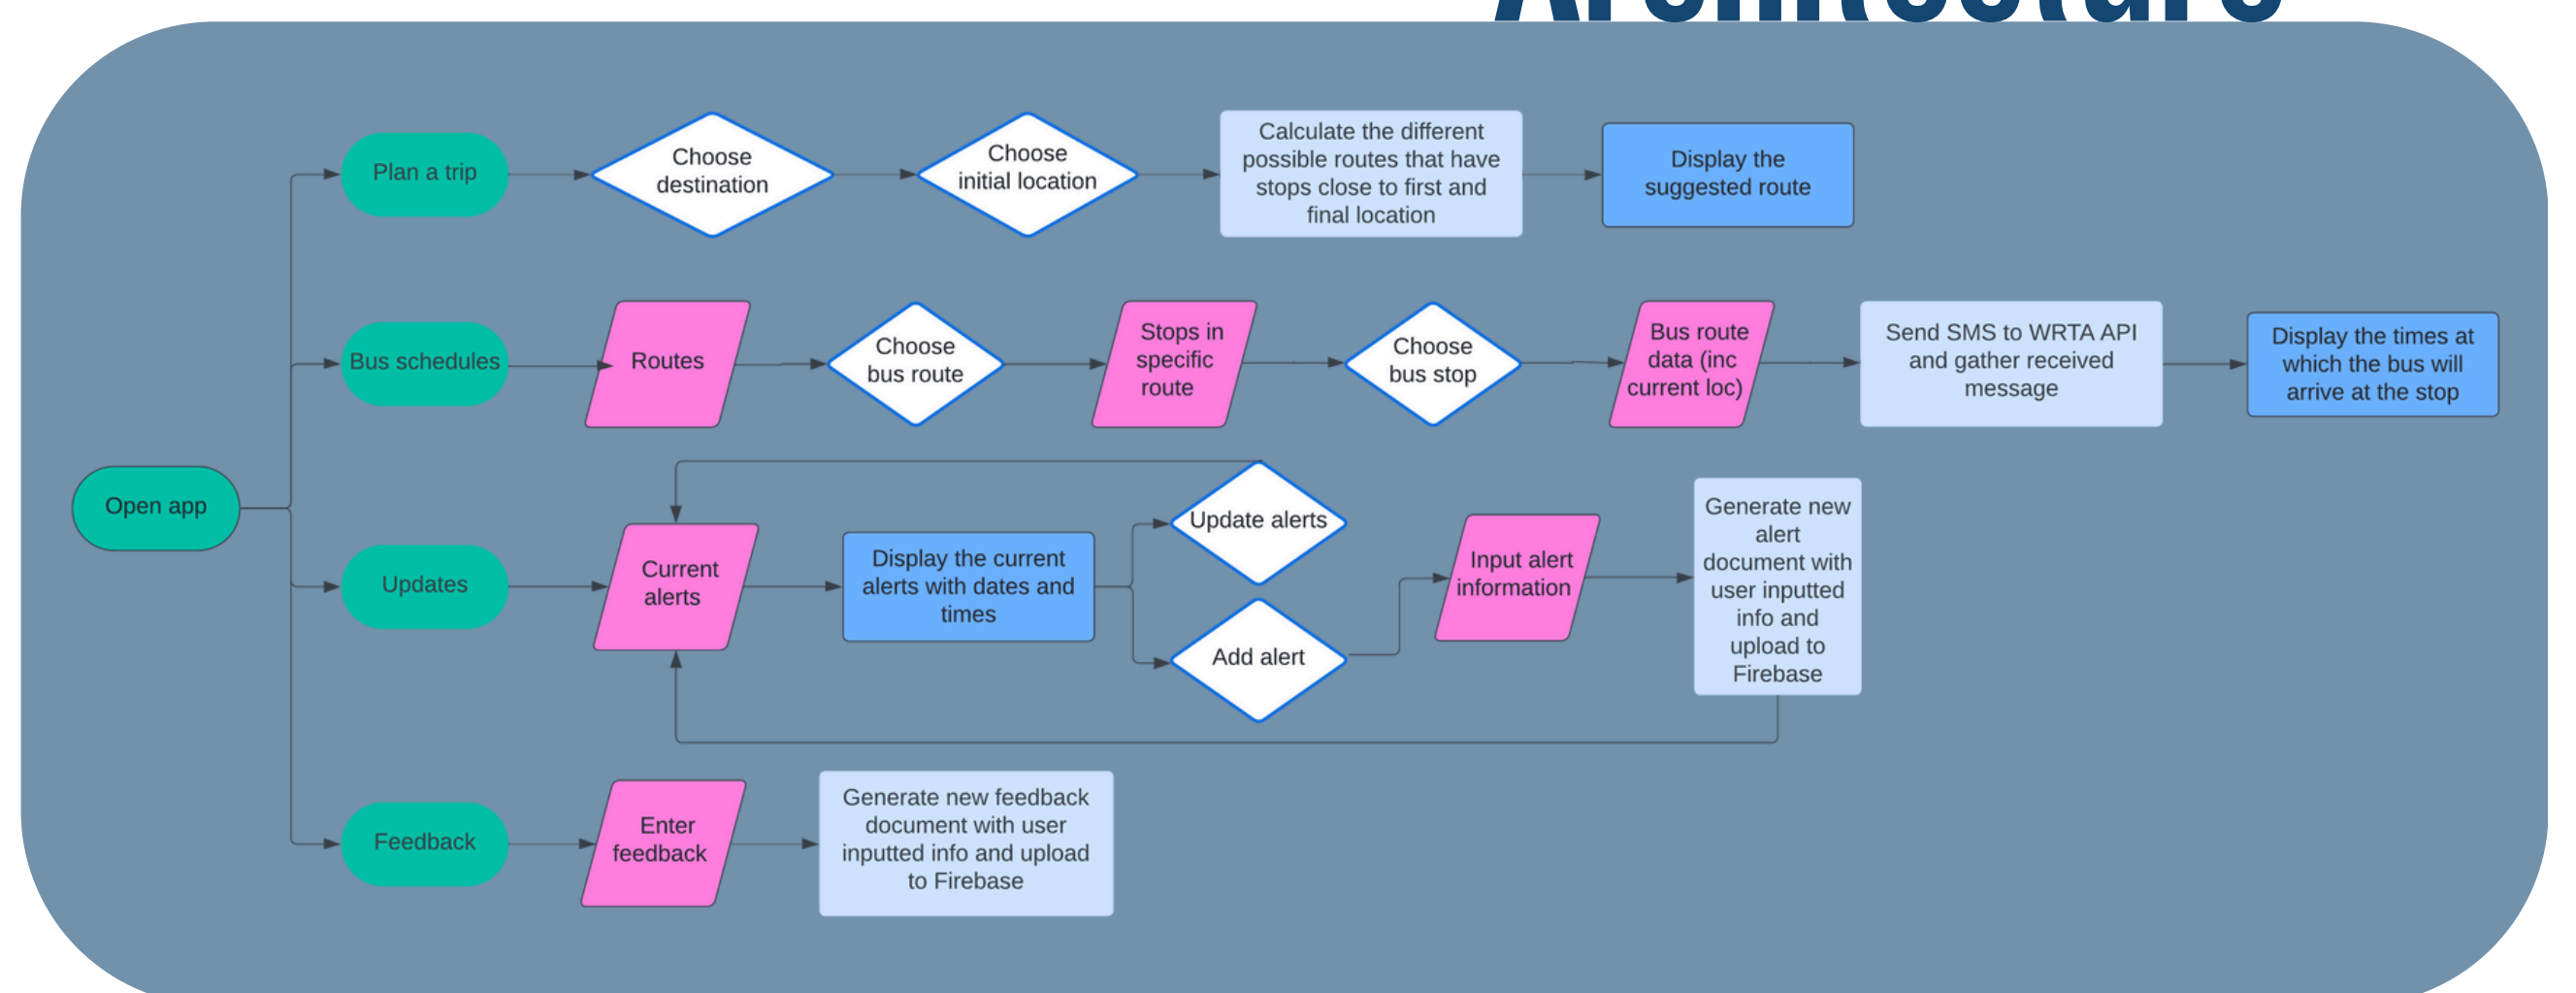 Architecture
Plan a trip
Choose
destination
Choose
initial location
Calculate the different
possible routes that have
stops close to first and
final location
Display the
suggested route
Bus schedules
Routes
Choose
bus route
Stops in
specific
route
Choose
bus stop
Bus route
data (inc
current loc)
Send SMS to WRTA API
and gather received
message
Display the times at
which the bus will
arrive at the stop
Open app
Updates
Current
alerts
Display the current
alerts with dates and
times
Update alerts
Add alert
Input alert
information
Generate new
alert
document with
user inputted
info and
upload to
Firebase
Feedback
Enter
feedback
Generate new feedback
document with user
inputted info and upload
to Firebase